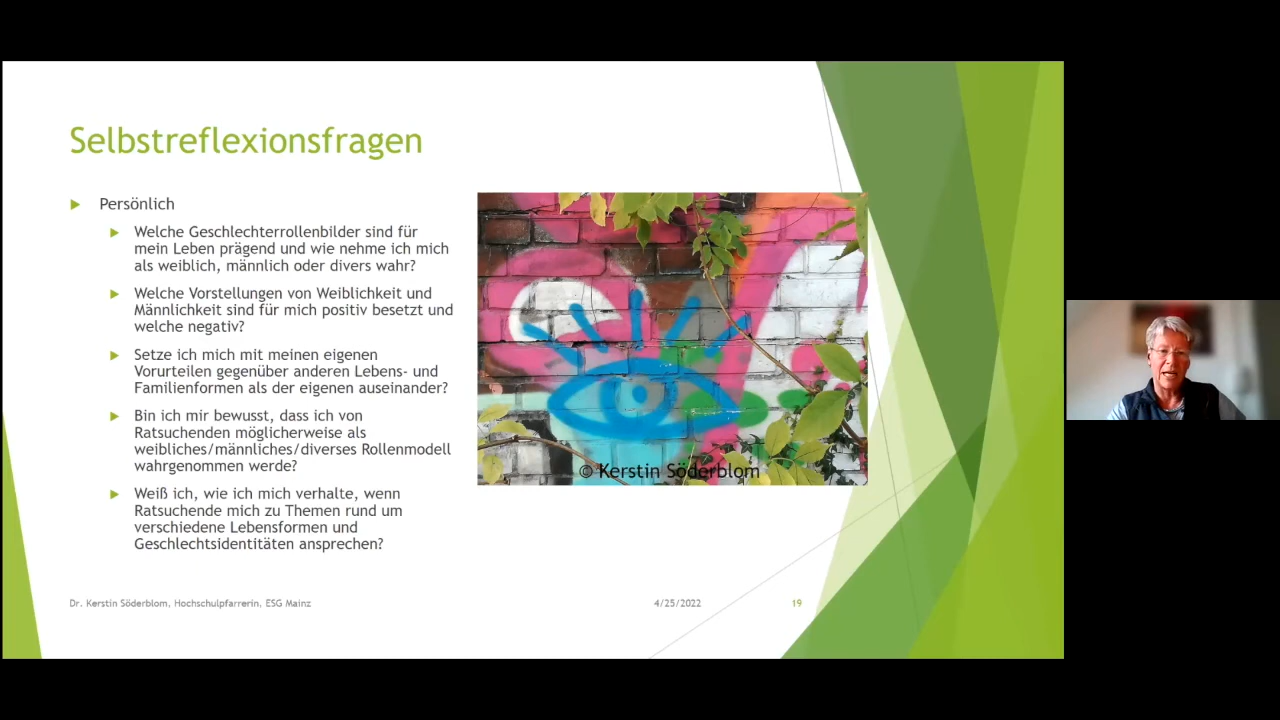 Selbstreflexionsfragen
Persönlich
Welche Geschlechterrollenbilder sind für
mein Leben prägend und wie nehme ich mich
als weiblich, männlich oder divers wahr?
Welche Vorstellungen von Weiblichkeit und
Männlichkeit sind für mich positiv besetzt und
welche negativ?
Setze ich mich mit meinen eigenen
Vorurteilen gegenüber anderen Lebens- und
Familienformen als der eigenen auseinander?
Bin ich mir bewusst, dass ich von
Ratsuchenden möglicherweise als
weibliches/männliches/diverses Rollenmodell
wahrgenommen werde?
Weiß ich, wie ich mich verhalte, wenn
Ratsuchende mich zu Themen rund um
verschiedene Lebensformen und
Geschlechtsidentitäten ansprechen?
© Kerstin Söderblom
Dr. Kerstin Söderblom, Hochschulpfarrerin, ESG Mainz
4/25/2022
19